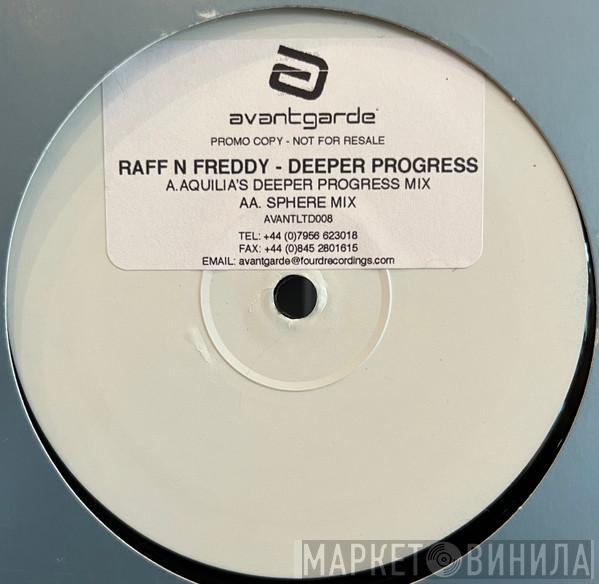 avantgarde
PROMO COPY - NOT FOR RESALE
RAFF N FREDDY - DEEPER PROGRESS
A.AQUILIA'S DEEPER PROGRESS MIX
AA. SPHERE MIX
AVANTLTD008
TEL: +44 (0)7956 623018
FAX: +44 (0)845 2801615
EMAIL: avantgarde@fourdrecordings.com
МАРКЕТ ВИНИЛА